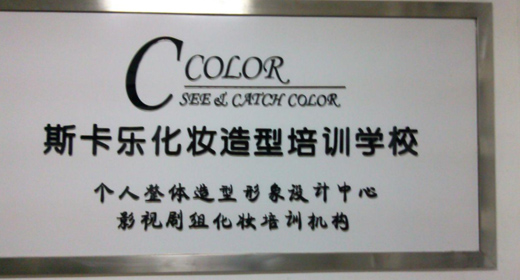 C COLOR
SEE & CATCH COLOR
斯卡乐化妆造型培训学校
个人整体造型形象设计中心
影视剧组化妆培训机构